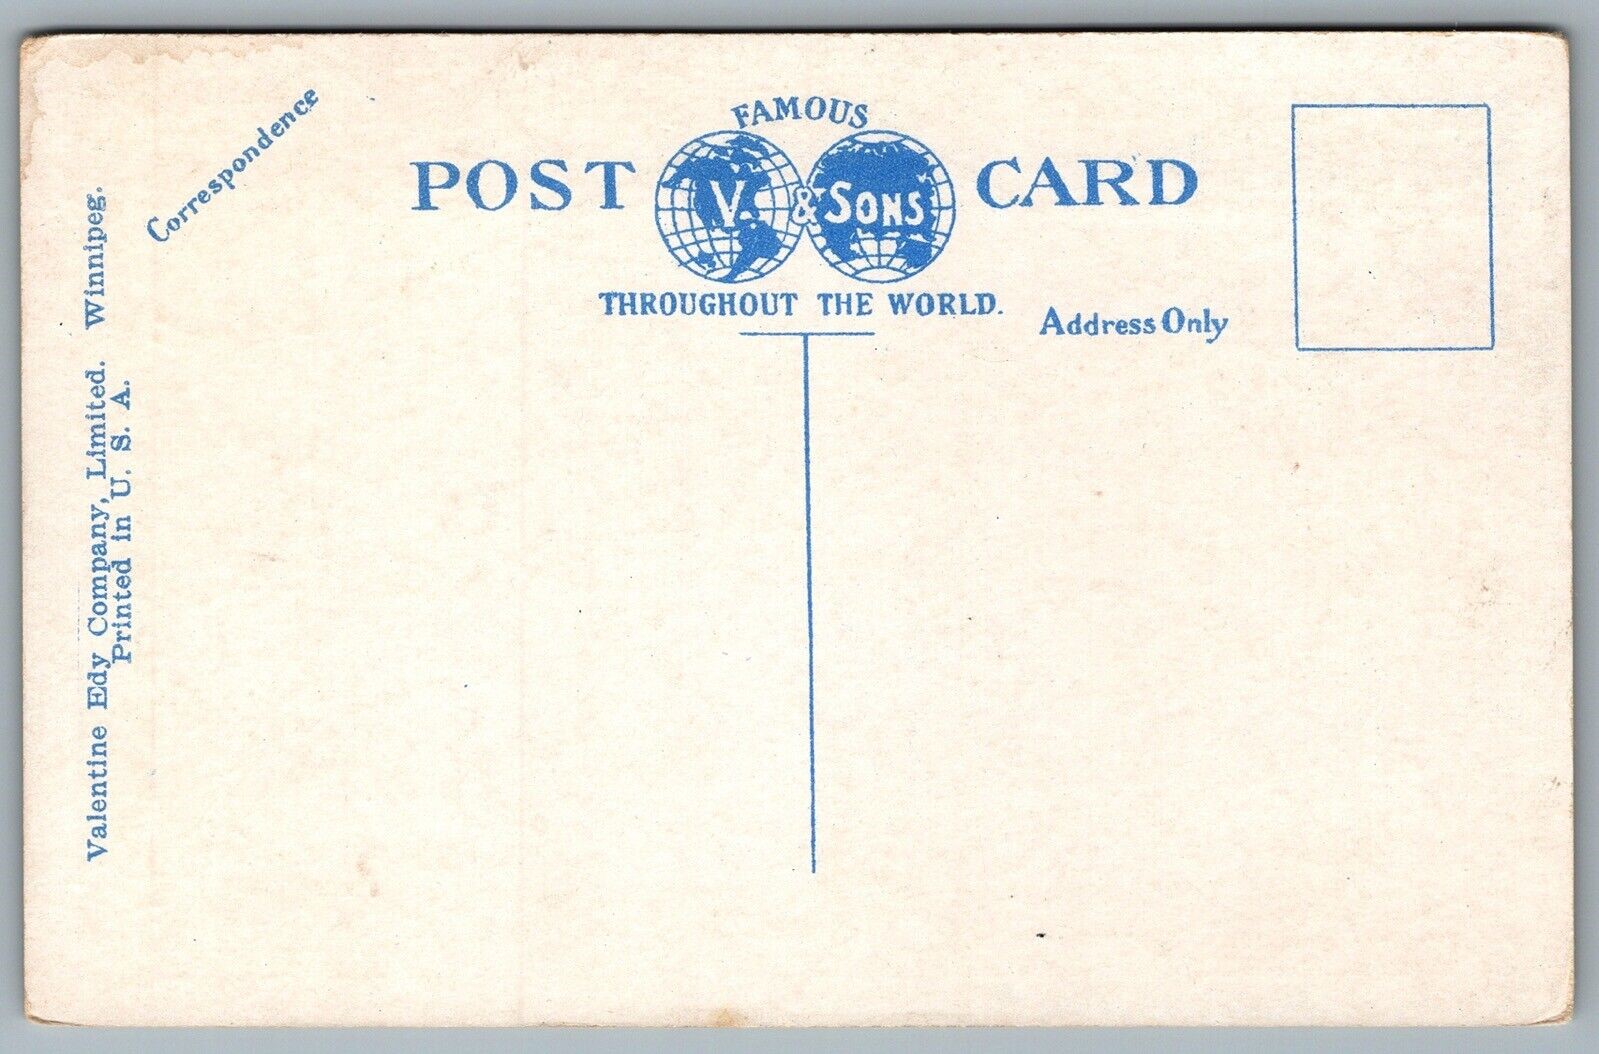 Correspondence
FAMOUS
POST V. & SONS CARD
THROUGHOUT THE WORLD.
Address Only
Valentine Edy Company, Limited. Winnipeg.
Printed in U. S. A.